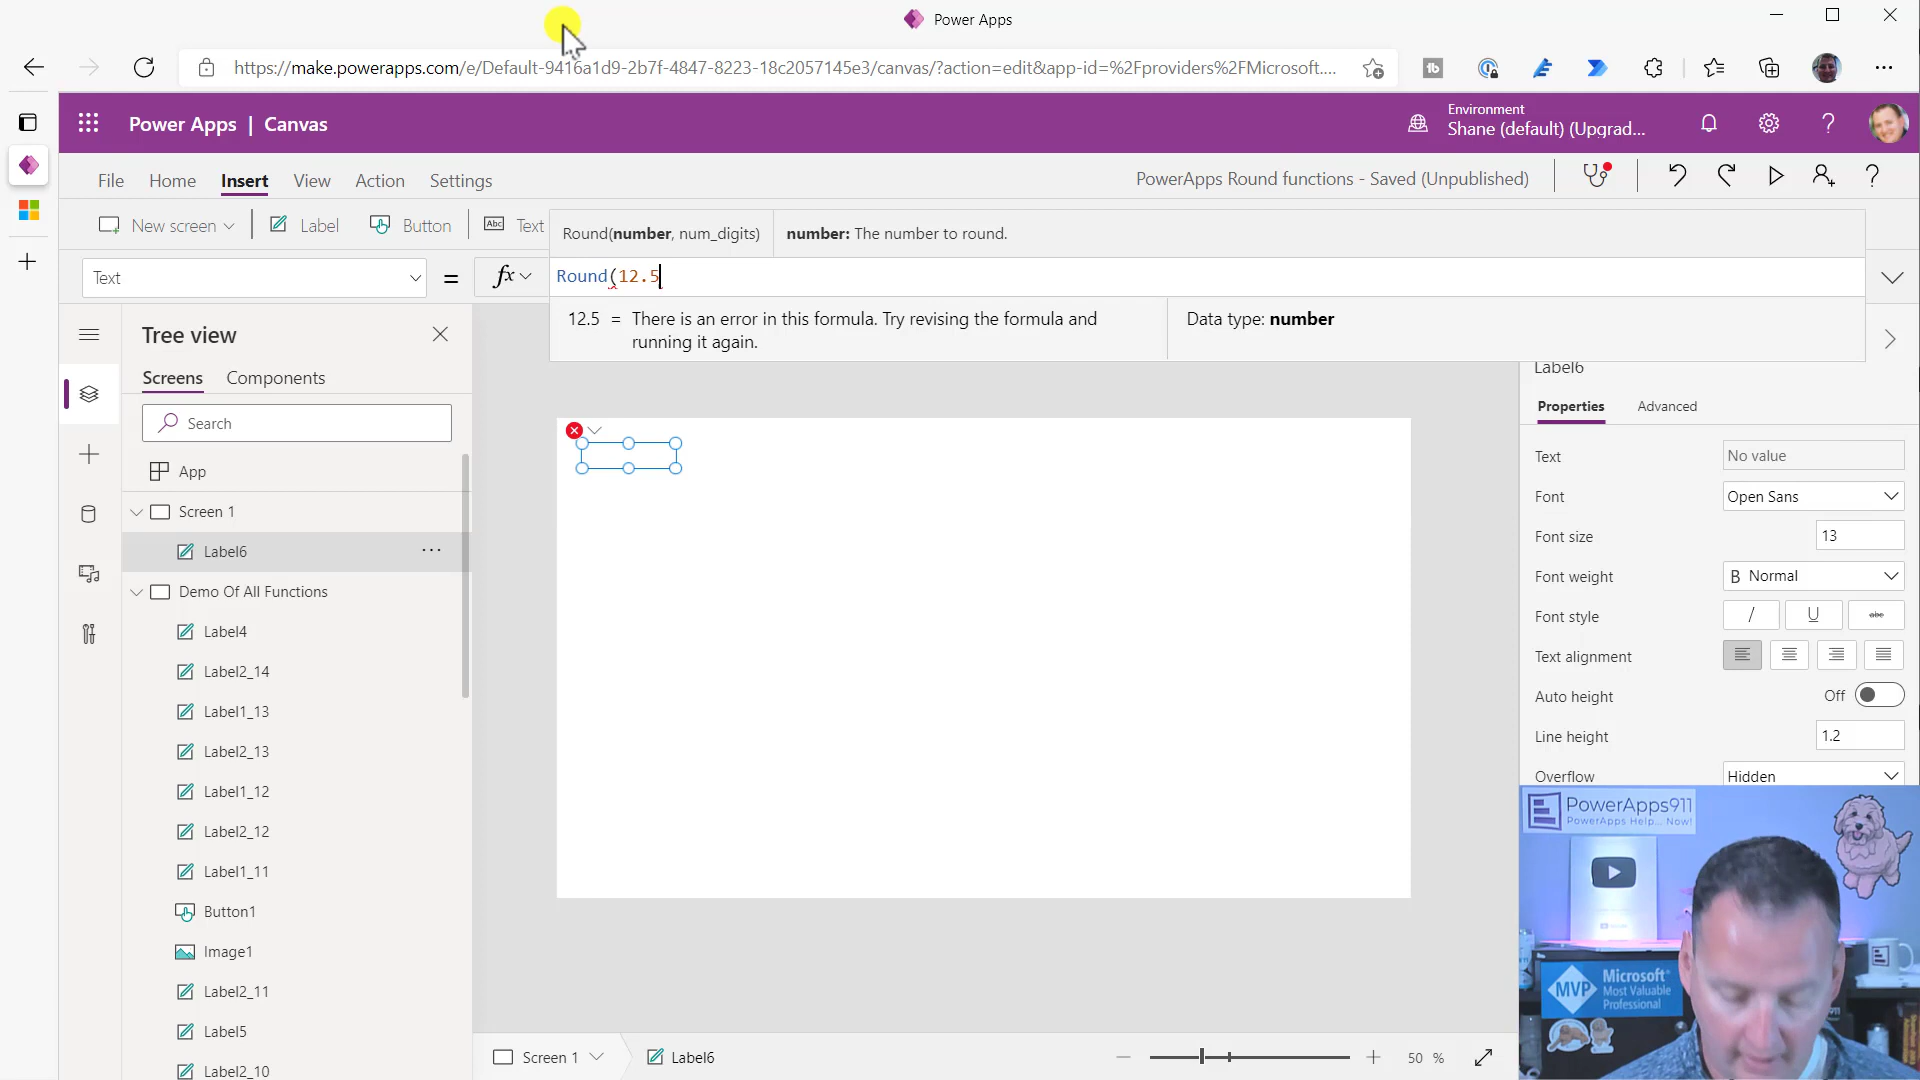 Power Apps
https://make.powerapps.com/e/Default-9416a1d9-2b7f-4847-8223-18c2057145e3/canvas/?action=edit&app-id=%2Fproviders%2FMicrosoft....
Power Apps | Canvas
Environment
Shane (default) (Upgrad...
File Home Insert View Action Settings
PowerApps Round functions - Saved (Unpublished)
New screen Label Button Abc Text
Round(number, num_digits) number: The number to round.
Text = fx Round(12.5
12.5 = There is an error in this formula. Try revising the formula and
running it again.
Data type: number
Tree view
Screens Components
Search
App
Screen 1
Label6 ...
Demo Of All Functions
Label4
Label2_14
Label1_13
Label2_13
Label1_12
Label2_12
Label1_11
Button1
Image1
Label2_11
Label5
Label2_10
Label6
Properties Advanced
Text No value
Font Open Sans
Font size 13
Font weight B Normal
Font style / U abc
Text alignment
Auto height Off
Line height 1.2
Overflow Hidden
PowerApps911
PowerApps Help... Now!
MVP Microsoft®
Most Valuable
Professional
Screen 1 Label6
50 %